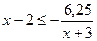 x − 2 ≤ − 6,25 / (x + 3)